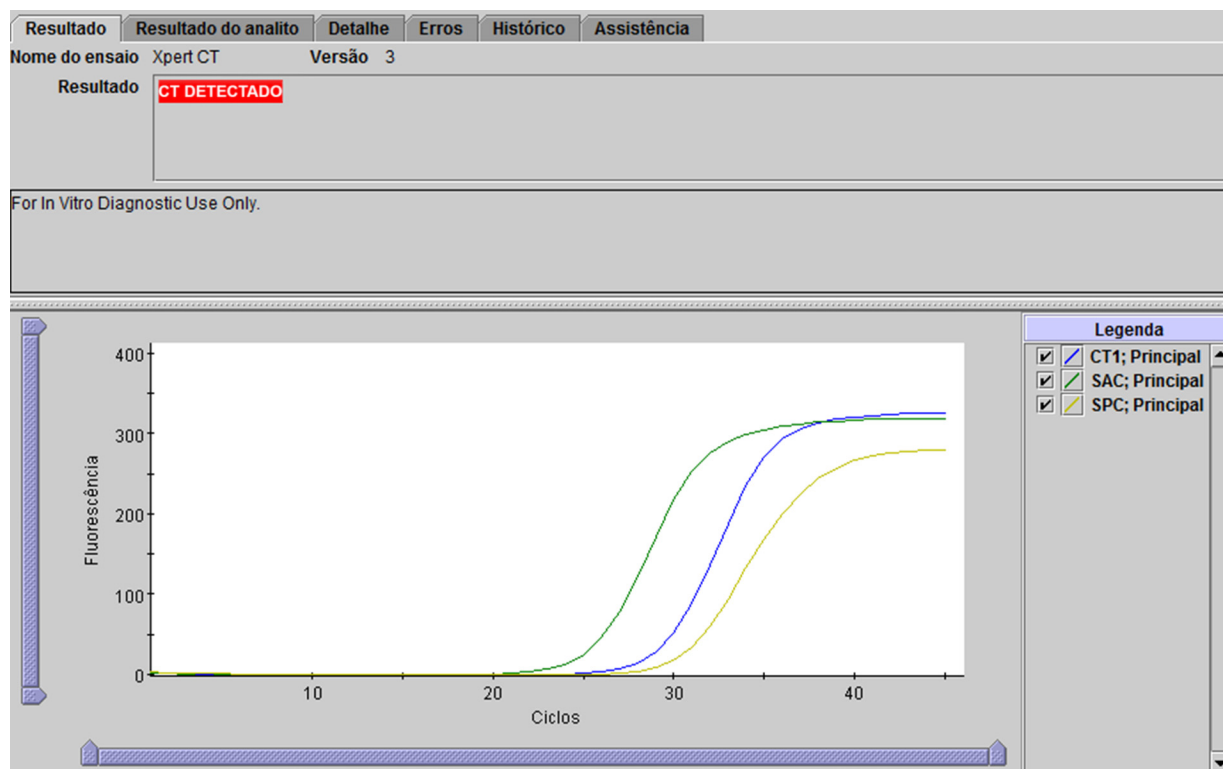 Resultado Resultado do analito Detalhe Erros Histórico Assistência
Nome do ensaio Xpert CT Versão 3
Resultado CT DETECTADO
For In Vitro Diagnostic Use Only.
Legenda
CT1; Principal
SAC; Principal
SPC; Principal
Fluorescência
400
300
200
100
0
10 20 30 40
Ciclos